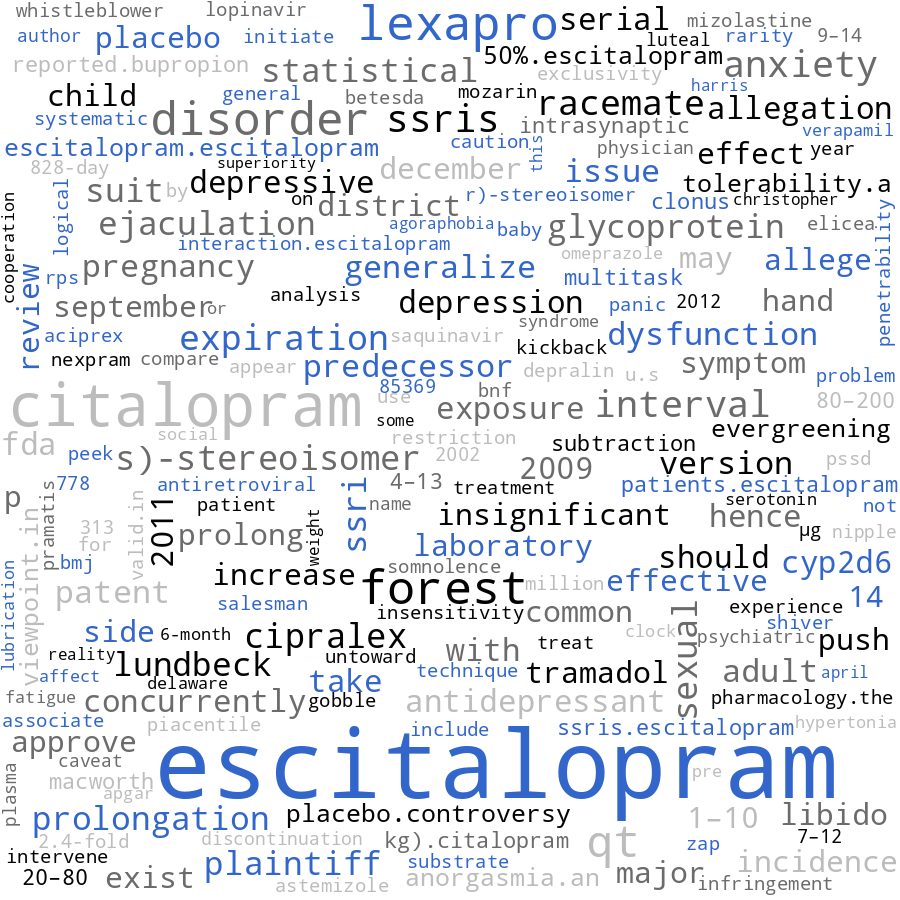 whistleblower lopinavir lexapro serial mizolastine
author placebo initiate luteal rarity 9–14
reported.bupropion statistical 50%.escitalopram exclusivity anxiety
child general betesda mozarin harris racemate allegation
systematic disorder ssris intrasynaptic verapamil
escitalopram.escitalopram caution this physician effect year
828-day superiority december issue
suit by depressive on district r)-stereoisomer clonus tolerability.a christopher
cooperation logical ejaculation agoraphobia baby glycoprotein elicea penetrability
interaction.escitalopram omeprazole
rps pregnancy generalize multitask may allege
review september or analysis depression panic 2012 hand
aciprex expiration saquinavir syndrome dysfunction
nexpram compare appear predecessor kickback depralin u.s symptom problem
citalopram 85369 use bnf exposure interval 80–200
some
fda social restriction subtraction evergreening
peek s)-stereoisomer 2002 2009 version pssd
778 antiretroviral 4–13 treatment patients.escitalopram
p pramatis viewpoint.in 313 for valid.in 2011 patient weight ssri name insignificant serotonin hence not
prolong µg nipple
bmj laboratory should cyp2d6
lubrication patent increase somnolence forest million effective 14
salesman insensitivity common experience shiver
side 6-month cipralex with treat clock sexual psychiatric push
reality lundbeck untoward technique tramadol adult april
affect delaware take
fatigue concurrently gobble antidepressant pharmacology.the
associate piacentile include ssris.escitalopram hypertonia
approve escitalopram
caveat pre
plasma macworth apgar
prolongation placebo.controversy 1–10 libido
2.4-fold discontinuation kg).citalopram qt zap 7–12
intervene plaintiff substrate incidence
20–80 exist astemizole anorgasmia.an major infringement